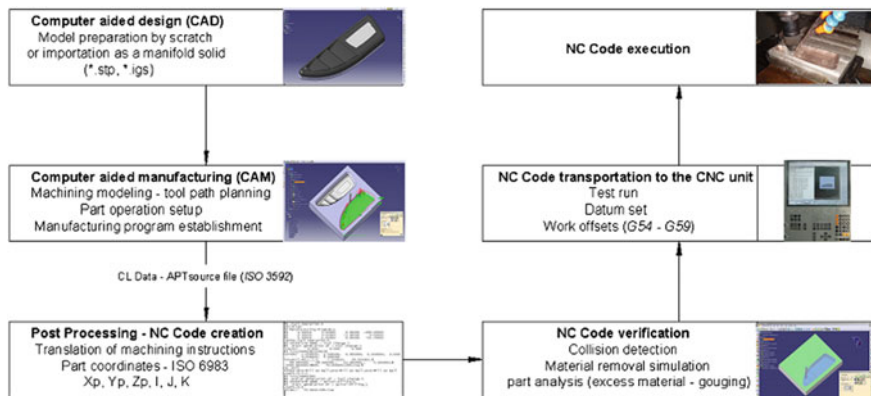 Computer aided design (CAD)
Model preparation by scratch
or importation as a manifold solid
(*.stp, *.igs)
Computer aided manufacturing (CAM)
Machining modeling - tool path planning
Part operation setup
Manufacturing program establishment
CL Data - APTsource file (ISO 3592)
Post Processing - NC Code creation
Translation of machining instructions
Part coordinates - ISO 6983
Xp, Yp, Zp, I, J, K
NC Code verification
Collision detection
Material removal simulation
part analysis (excess material - gouging)
NC Code transportation to the CNC unit
Test run
Datum set
Work offsets (G54 - G59)
NC Code execution